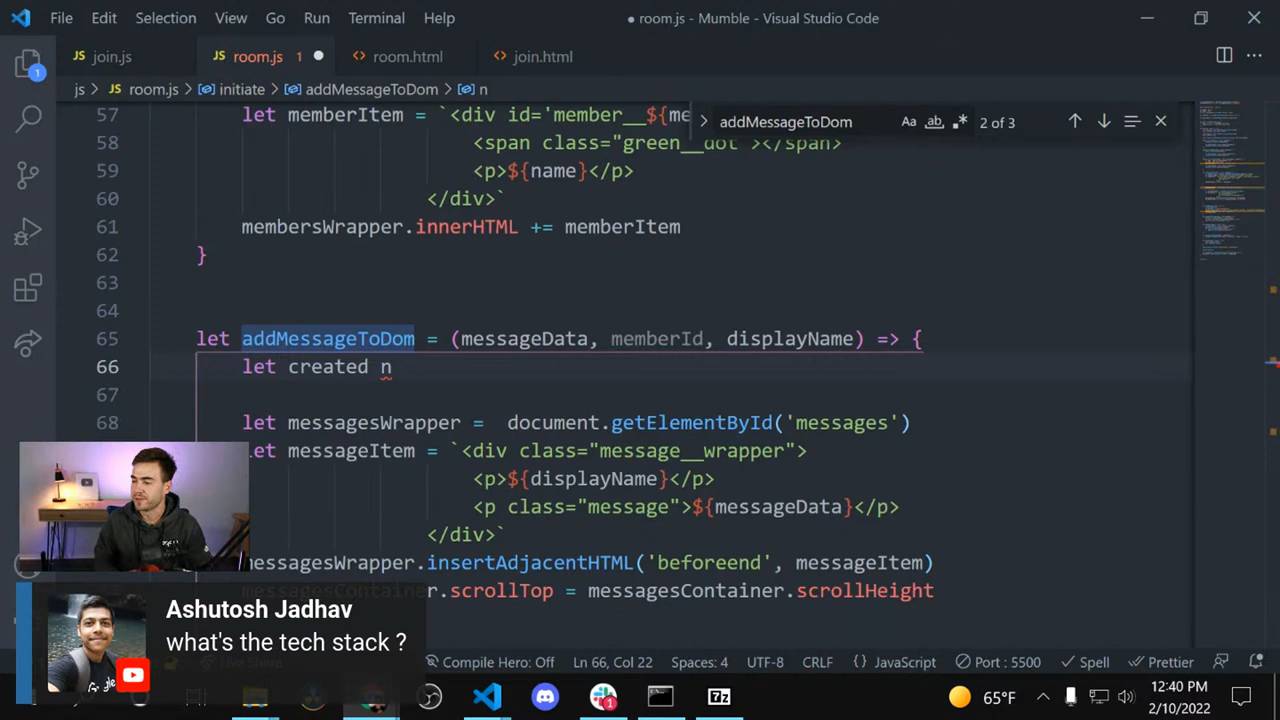 File Edit Selection View Go Run Terminal Help
● room.js - Mumble - Visual Studio Code
1
JS join.js
JS room.js 1 ●
<> room.html
<> join.html
js > JS room.js > initiate > addMessageToDom > n
addMessageToDom Aa ab .* 2 of 3
57 let memberItem = `<div id='member__${me
58 <span class="green__dot"></span>
59 <p>${name}</p>
60 </div>`
61 membersWrapper.innerHTML += memberItem
62 }
63
64
65 let addMessageToDom = (messageData, memberId, displayName) => {
66 let created n
67
68 let messagesWrapper = document.getElementById('messages')
let messageItem = `<div class="message__wrapper">
<p>${displayName}</p>
<p class="message">${messageData}</p>
</div>`
messagesWrapper.insertAdjacentHTML('beforeend', messageItem)
messagesContainer.scrollTop = messagesContainer.scrollHeight
Ashutosh Jadhav
what's the tech stack ?
Live Share
Compile Hero: Off Ln 66, Col 22 Spaces: 4 UTF-8 CRLF {} JavaScript Port : 5500 Spell Prettier
7z
1
65°F
12:40 PM
2/10/2022